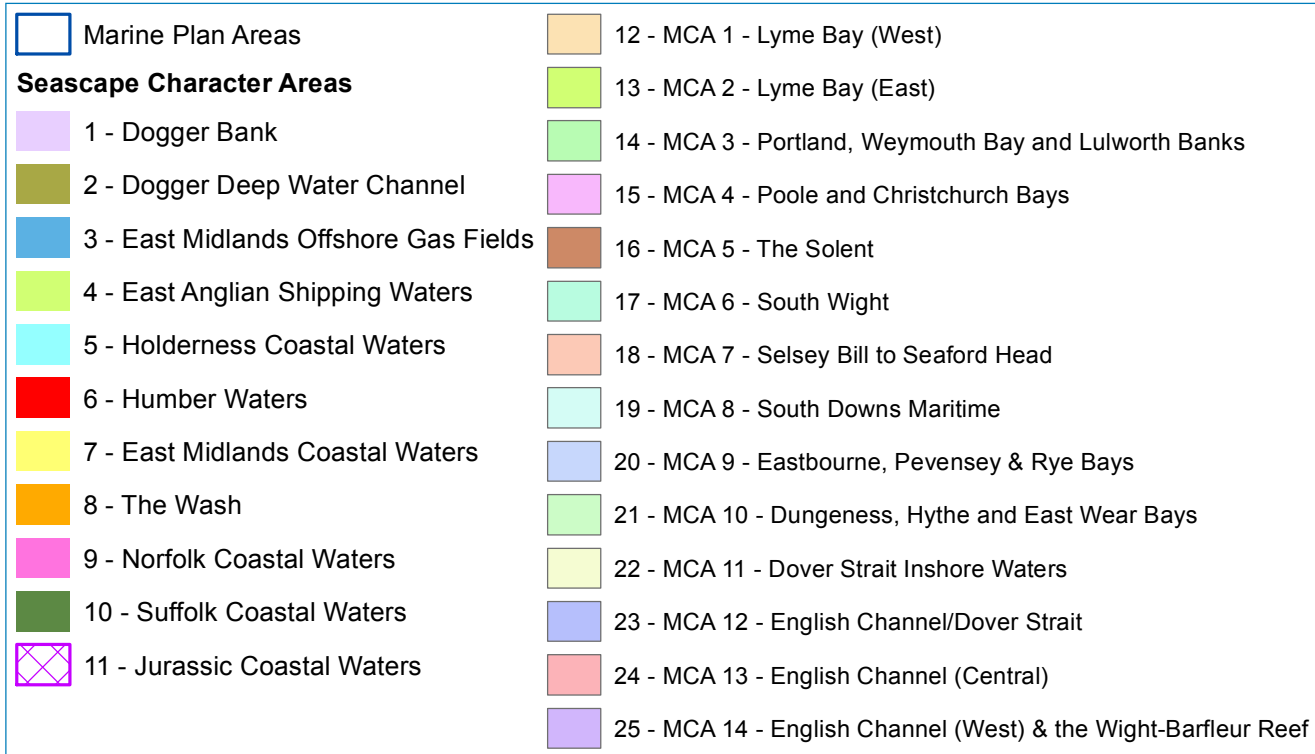 Marine Plan Areas
Seascape Character Areas
1 - Dogger Bank
2 - Dogger Deep Water Channel
3 - East Midlands Offshore Gas Fields
4 - East Anglian Shipping Waters
5 - Holderness Coastal Waters
6 - Humber Waters
7 - East Midlands Coastal Waters
8 - The Wash
9 - Norfolk Coastal Waters
10 - Suffolk Coastal Waters
11 - Jurassic Coastal Waters
12 - MCA 1 - Lyme Bay (West)
13 - MCA 2 - Lyme Bay (East)
14 - MCA 3 - Portland, Weymouth Bay and Lulworth Banks
15 - MCA 4 - Poole and Christchurch Bays
16 - MCA 5 - The Solent
17 - MCA 6 - South Wight
18 - MCA 7 - Selsey Bill to Seaford Head
19 - MCA 8 - South Downs Maritime
20 - MCA 9 - Eastbourne, Pevensey & Rye Bays
21 - MCA 10 - Dungeness, Hythe and East Wear Bays
22 - MCA 11 - Dover Strait Inshore Waters
23 - MCA 12 - English Channel/Dover Strait
24 - MCA 13 - English Channel (Central)
25 - MCA 14 - English Channel (West) & the Wight-Barfleur Reef